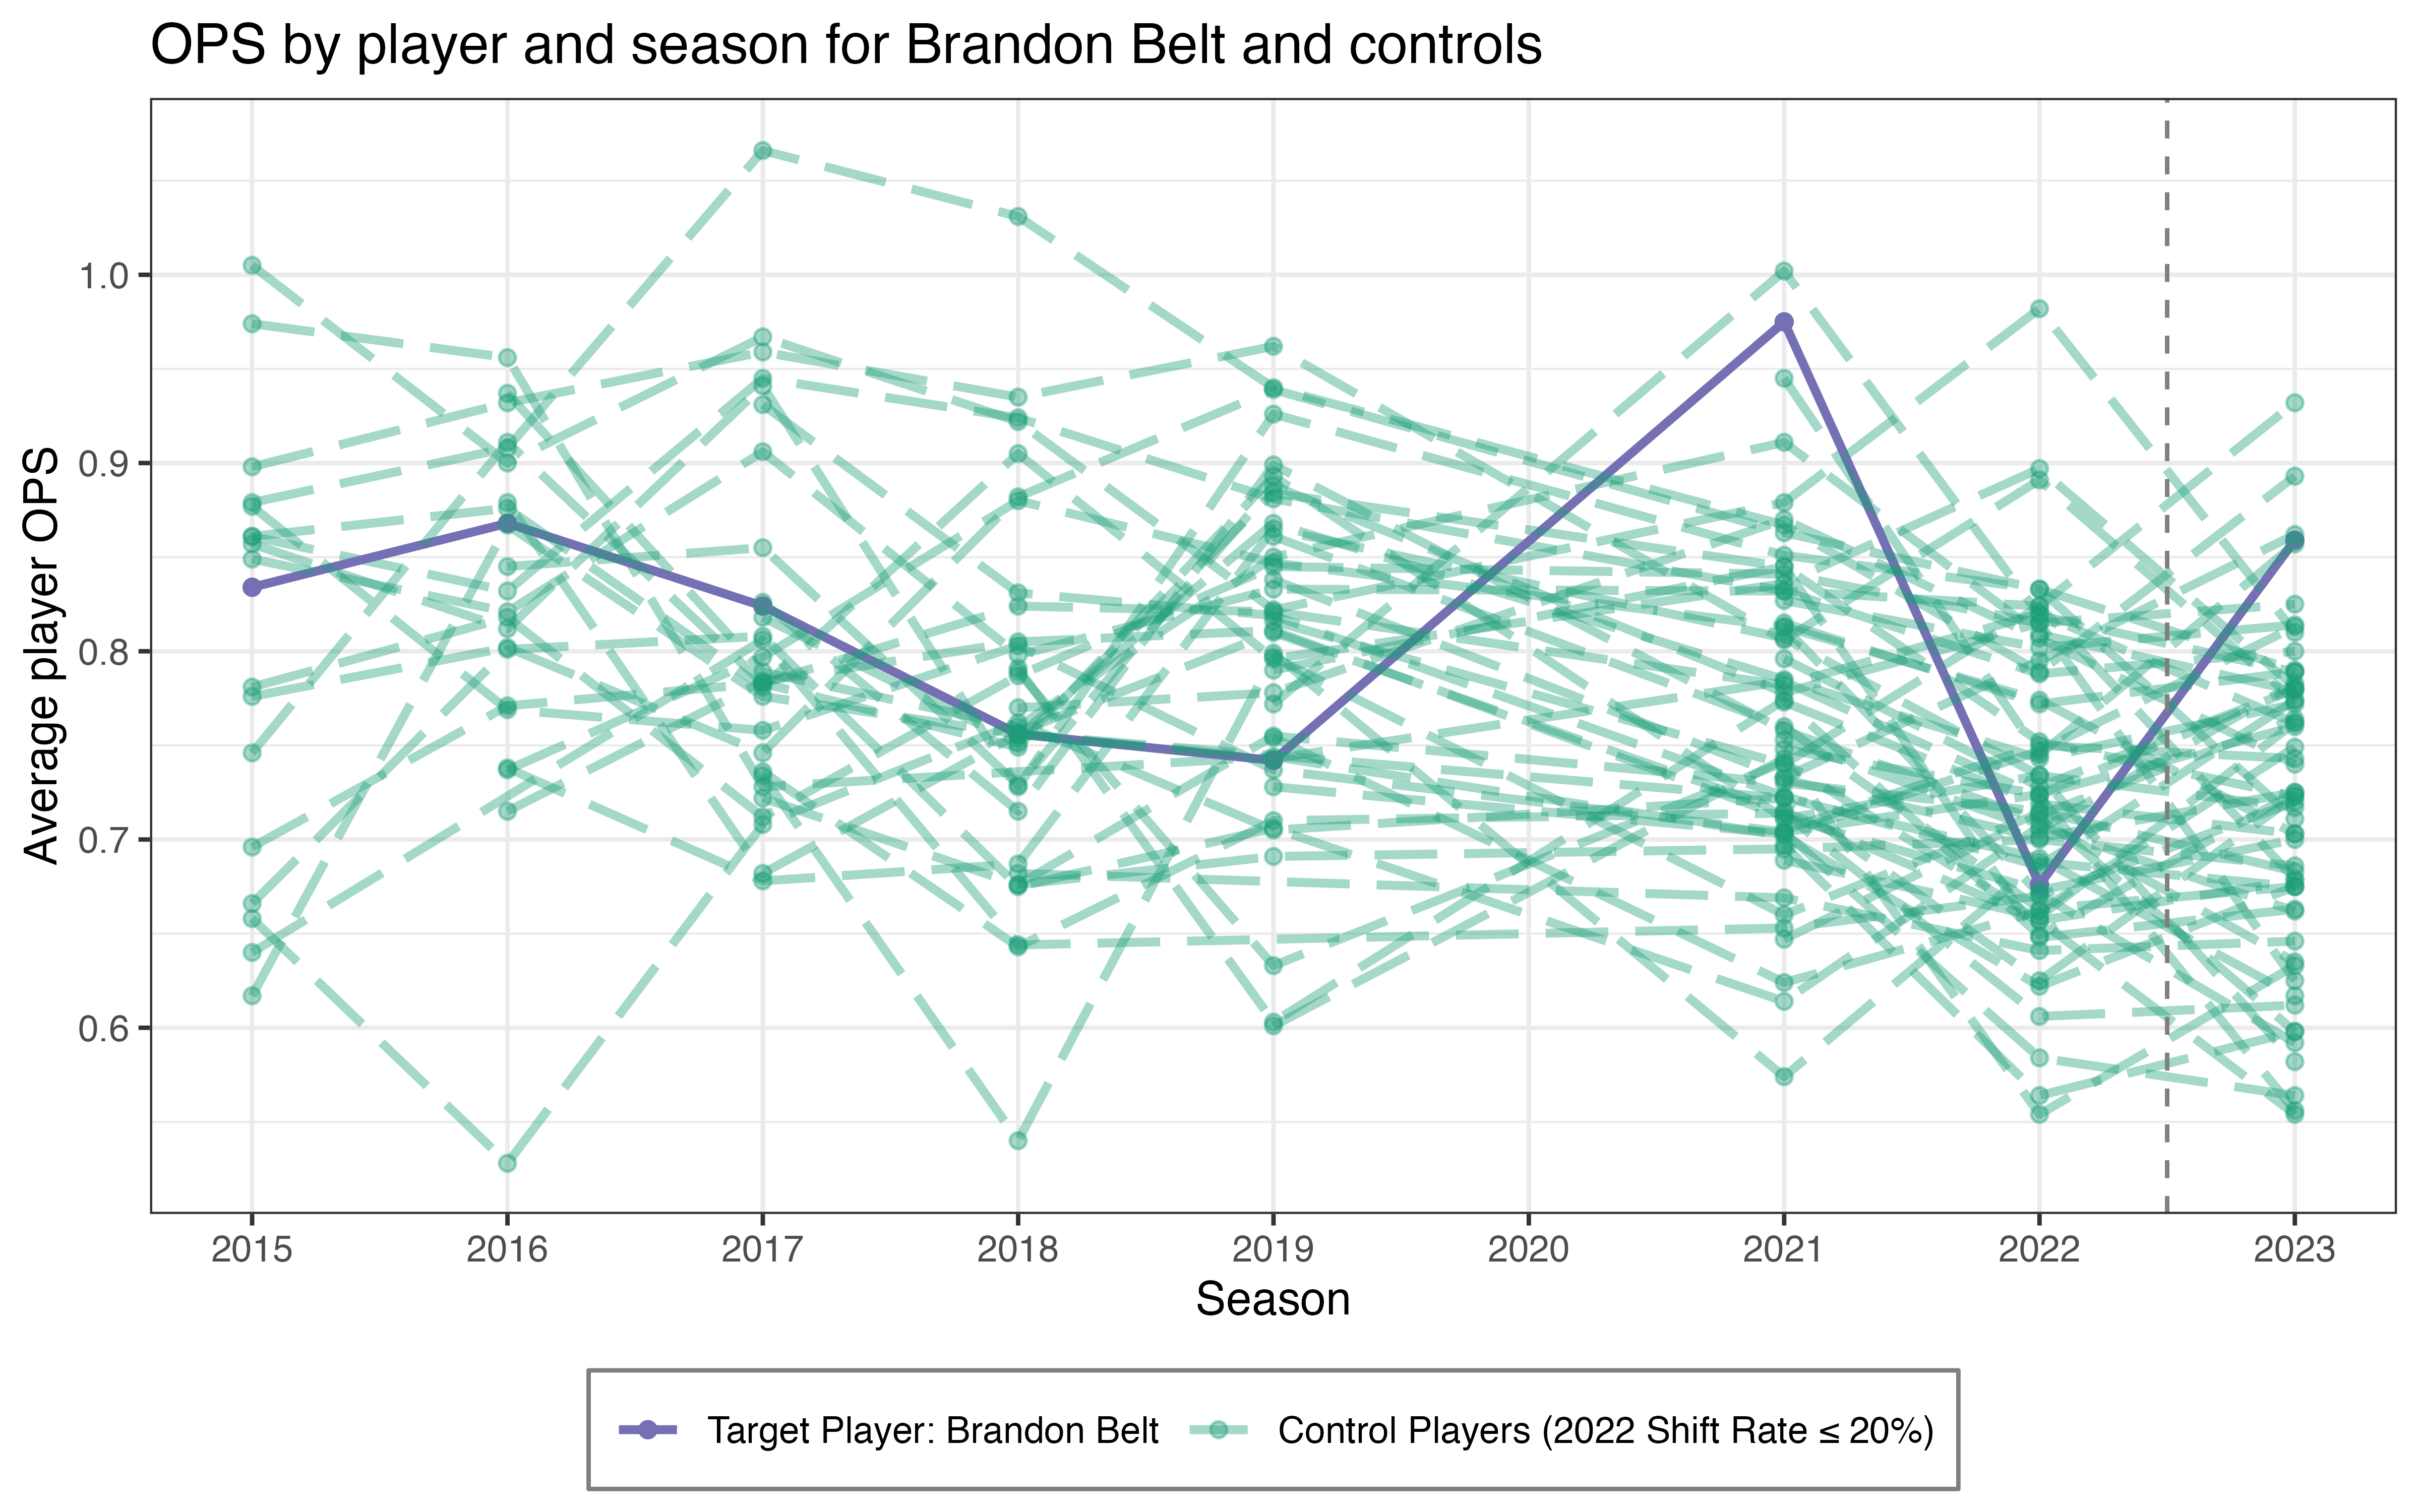 OPS by player and season for Brandon Belt and controls
Average player OPS
1.0
0.9
0.8
0.7
0.6
2015 2016 2017 2018 2019 2020 2021 2022 2023
Season
Target Player: Brandon Belt Control Players (2022 Shift Rate ≤ 20%)